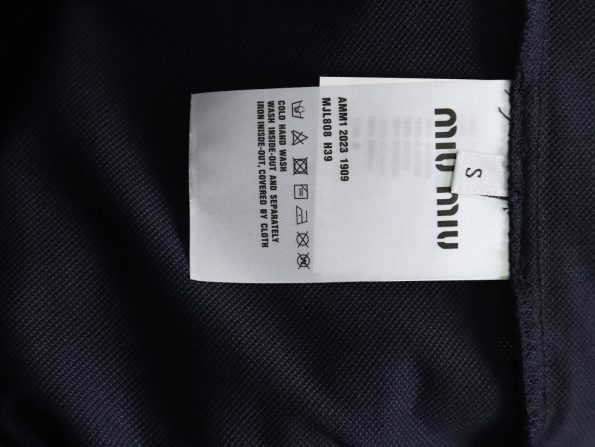 MIU MIU
S
AMM1 2023 1909
MJL808 H39
COLD HAND WASH
WASH INSIDE-OUT AND SEPARATELY
IRON INISDE-OUT, COVERED BY CLOTH